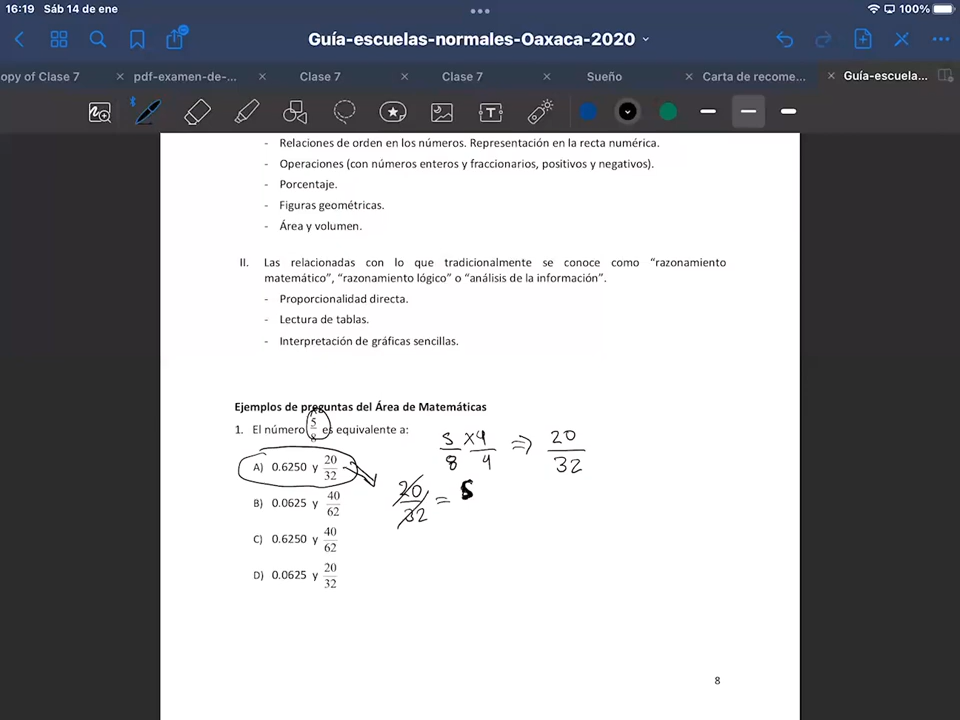 16:19 Sáb 14 de ene 100%
Guía-escuelas-normales-Oaxaca-2020
opy of Clase 7 × pdf-examen-de-... × Clase 7 × Clase 7 × Sueño × Carta de recome... × Guía-escuela...
- Relaciones de orden en los números. Representación en la recta numérica.
- Operaciones (con números enteros y fraccionarios, positivos y negativos).
- Porcentaje.
- Figuras geométricas.
- Área y volumen.
II. Las relacionadas con lo que tradicionalmente se conoce como “razonamiento
matemático”, “razonamiento lógico” o “análisis de la información”.
- Proporcionalidad directa.
- Lectura de tablas.
- Interpretación de gráficas sencillas.
Ejemplos de preguntas del Área de Matemáticas
1. El número 5/8 es equivalente a:
5/8 × 4/4 ⇒ 20/32
A) 0.6250 y 20/32
20/32 = 5
B) 0.0625 y 40/62
C) 0.6250 y 40/62
D) 0.0625 y 20/32
8